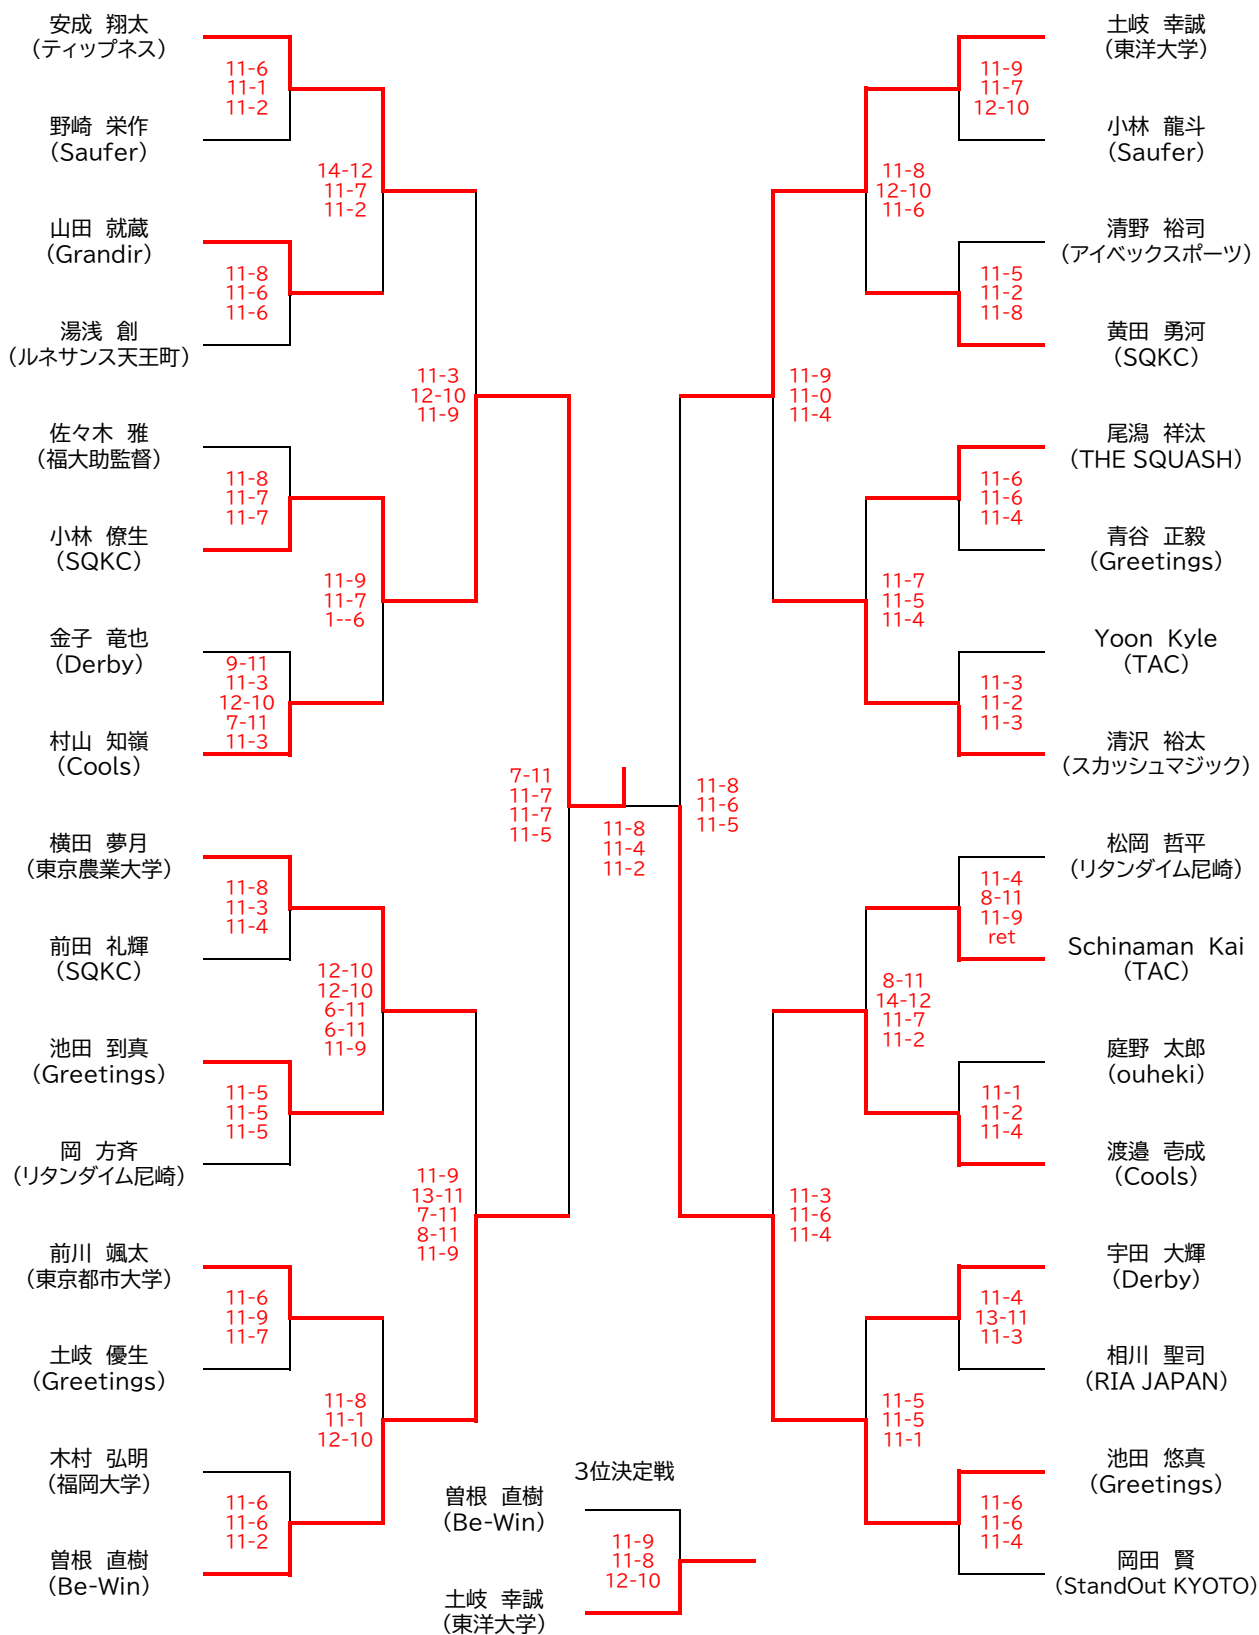 安成 翔太
（ティップネス）
11-6
11-1
11-2
野崎 栄作
（Saufer）
14-12
11-7
11-2
山田 就蔵
（Grandir）
11-8
11-6
11-6
湯浅 創
（ルネサンス天王町）
11-3
12-10
11-9
佐々木 雅
（福大助監督）
11-8
11-7
11-7
小林 僚生
（SQKC）
11-9
11-7
1--6
金子 竜也
（Derby）
9-11
11-3
12-10
7-11
11-3
村山 知嶺
（Cools）
7-11
11-7
11-7
11-5
横田 夢月
（東京農業大学）
11-8
11-3
11-4
前田 礼輝
（SQKC）
12-10
12-10
6-11
6-11
11-9
池田 到真
（Greetings）
11-5
11-5
11-5
岡 方斉
（リタンダイム尼崎）
11-9
13-11
7-11
8-11
11-9
前川 颯太
（東京都市大学）
11-6
11-9
11-7
土岐 優生
（Greetings）
11-8
11-1
12-10
木村 弘明
（福岡大学）
11-6
11-6
11-2
曽根 直樹
（Be-Win）
11-8
11-4
11-2
土岐 幸誠
（東洋大学）
11-9
11-7
12-10
小林 龍斗
（Saufer）
11-8
12-10
11-6
清野 裕司
（アイベックスポーツ）
11-5
11-2
11-8
黄田 勇河
（SQKC）
11-9
11-0
11-4
尾潟 祥汰
（THE SQUASH）
11-6
11-6
11-4
青谷 正毅
（Greetings）
11-7
11-5
11-4
Yoon Kyle
（TAC）
11-3
11-2
11-3
清沢 裕太
（スカッシュマジック）
11-8
11-6
11-5
松岡 哲平
（リタンダイム尼崎）
11-4
8-11
11-9
ret
Schinaman Kai
（TAC）
8-11
14-12
11-7
11-2
庭野 太郎
（ouheki）
11-1
11-2
11-4
渡邉 壱成
（Cools）
11-3
11-6
11-4
宇田 大輝
（Derby）
11-4
13-11
11-3
相川 聖司
（RIA JAPAN）
11-5
11-5
11-1
池田 悠真
（Greetings）
11-6
11-6
11-4
岡田 賢
（StandOut KYOTO）
3位決定戦
曽根 直樹
（Be-Win）
11-9
11-8
12-10
土岐 幸誠
（東洋大学）